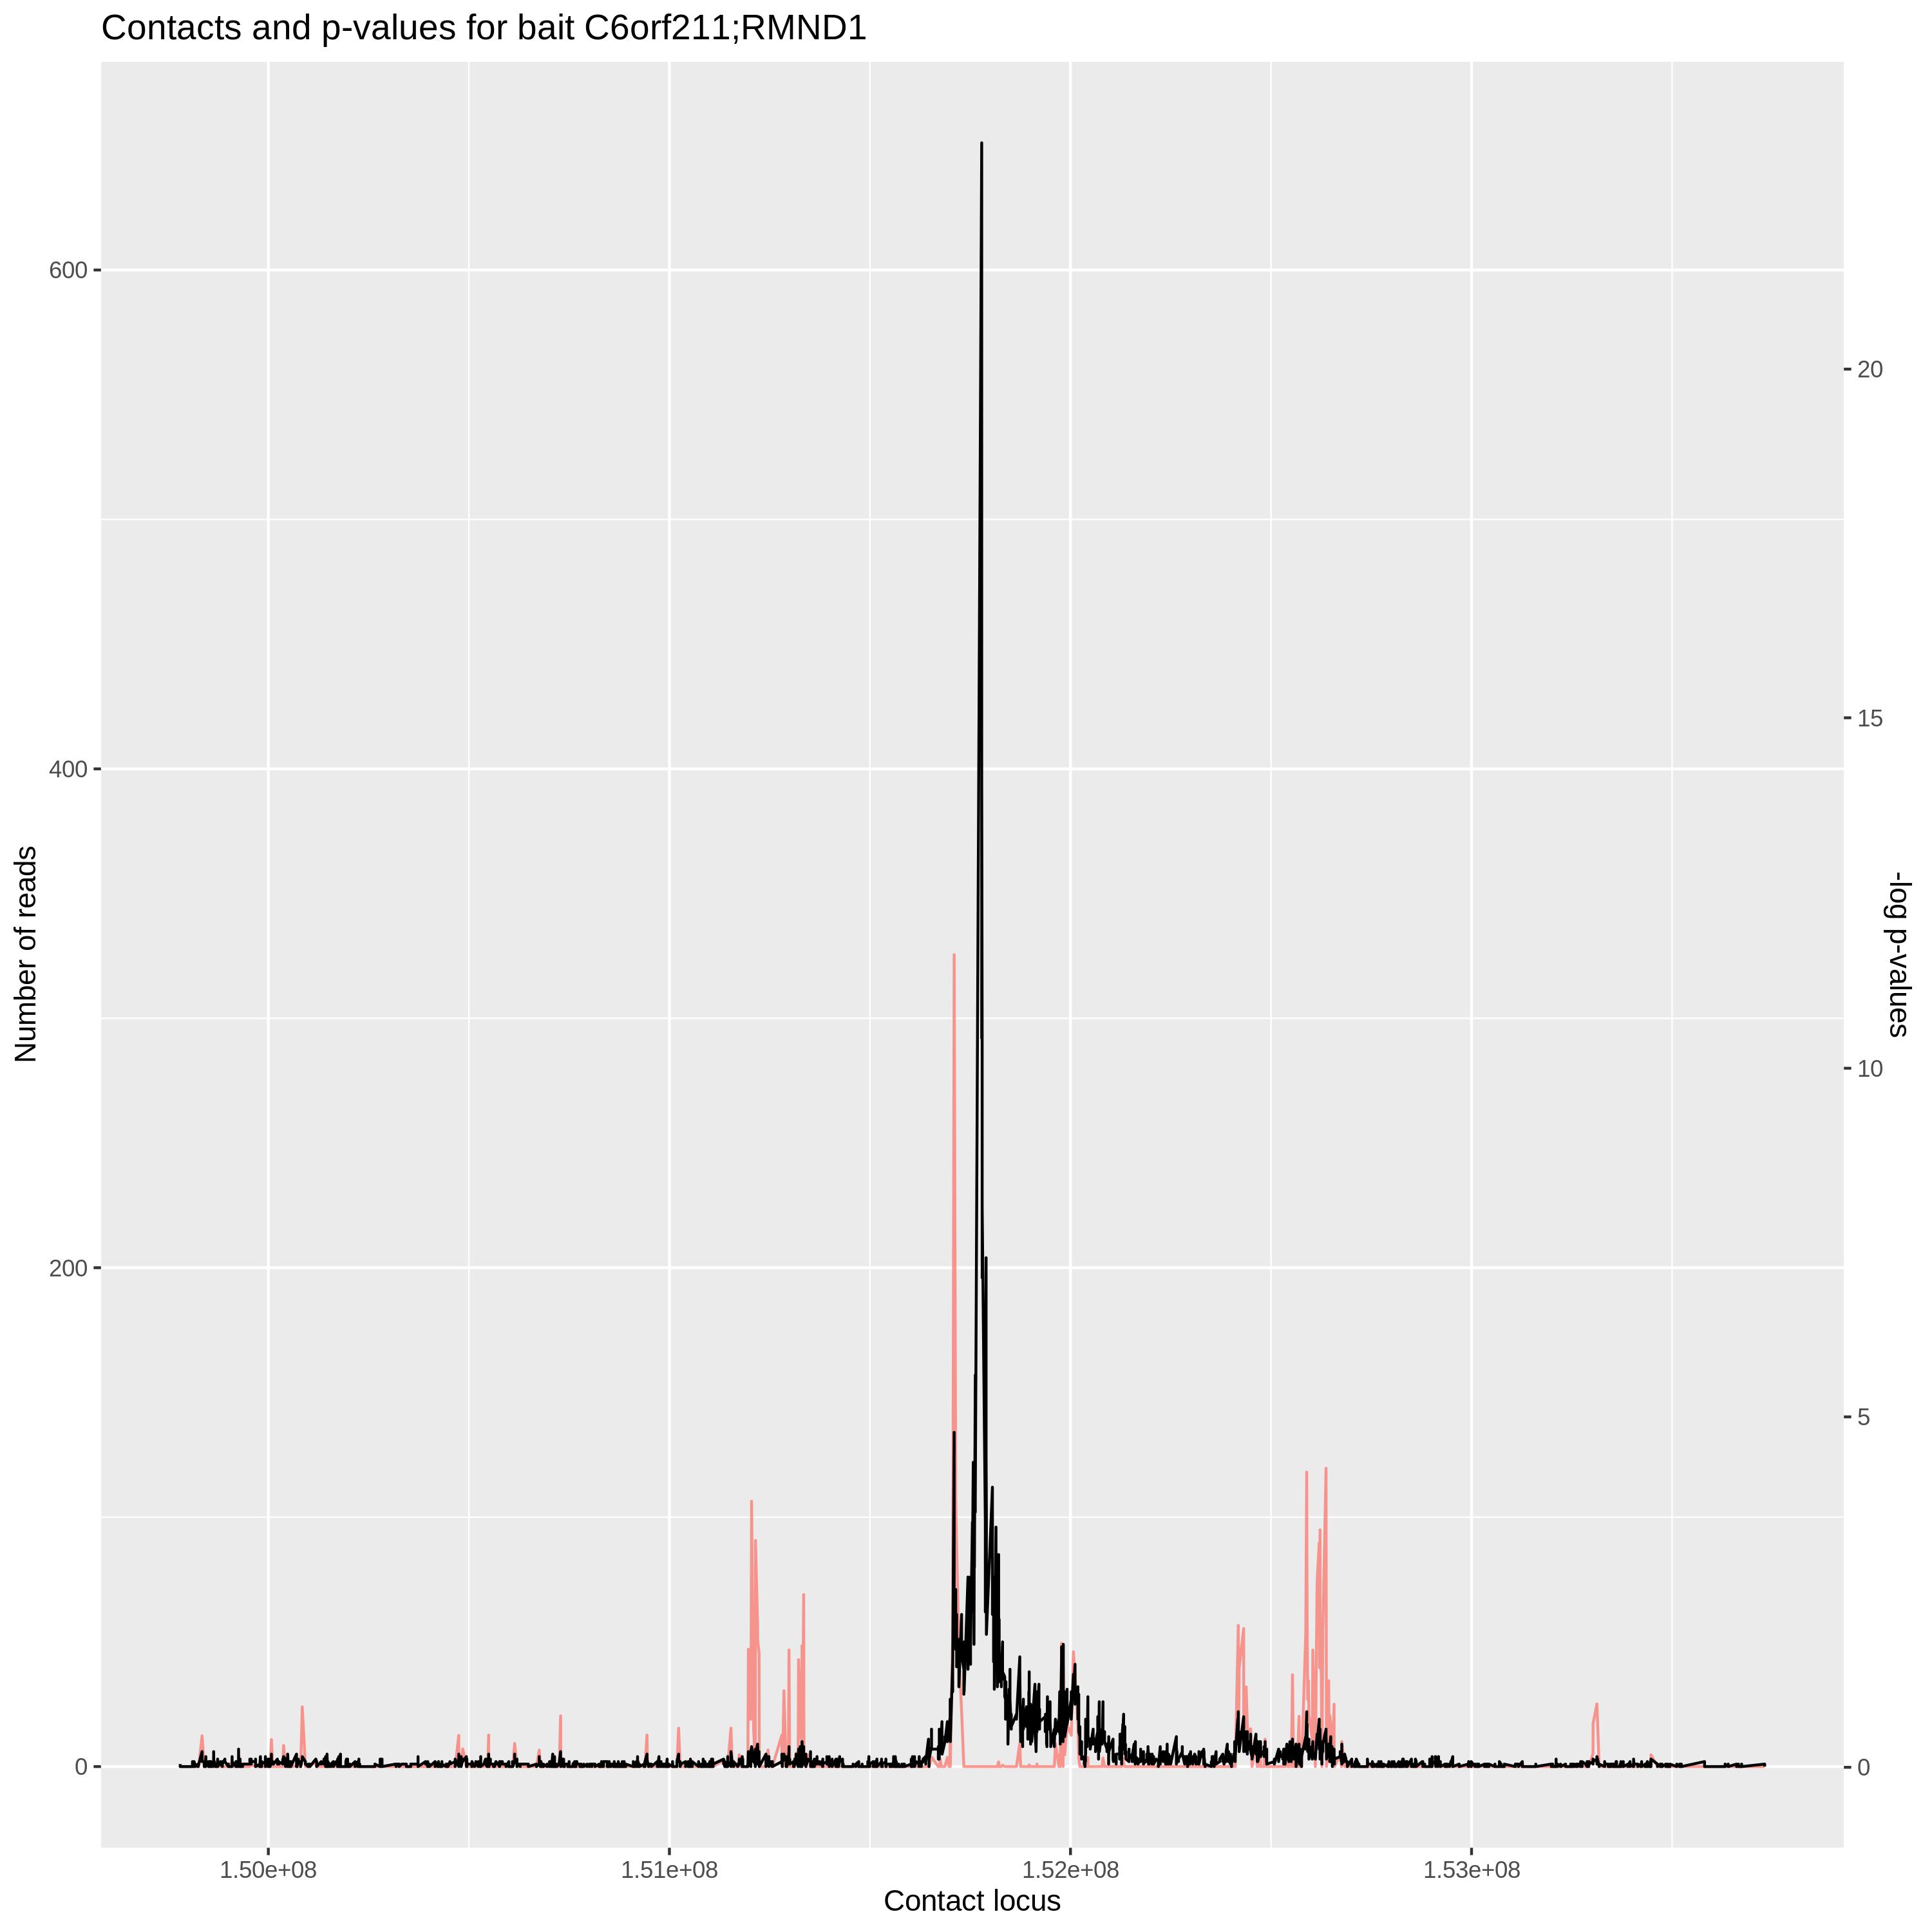 Contacts and p-values for bait C6orf211;RMND1
600
400
200
0
Number of reads
20
15
10
5
0
-log p-values
1.50e+08 1.51e+08 1.52e+08 1.53e+08
Contact locus